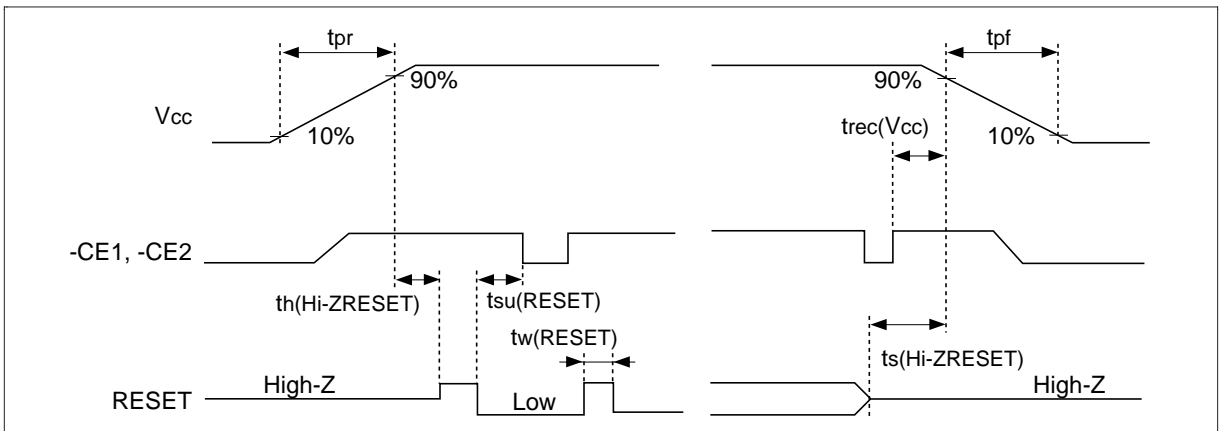 tpr
tpf
90%
90%
Vcc
trec(Vcc)
10%
10%
-CE1, -CE2
th(Hi-ZRESET)
tsu(RESET)
tw(RESET)
ts(Hi-ZRESET)
High-Z
High-Z
RESET
Low